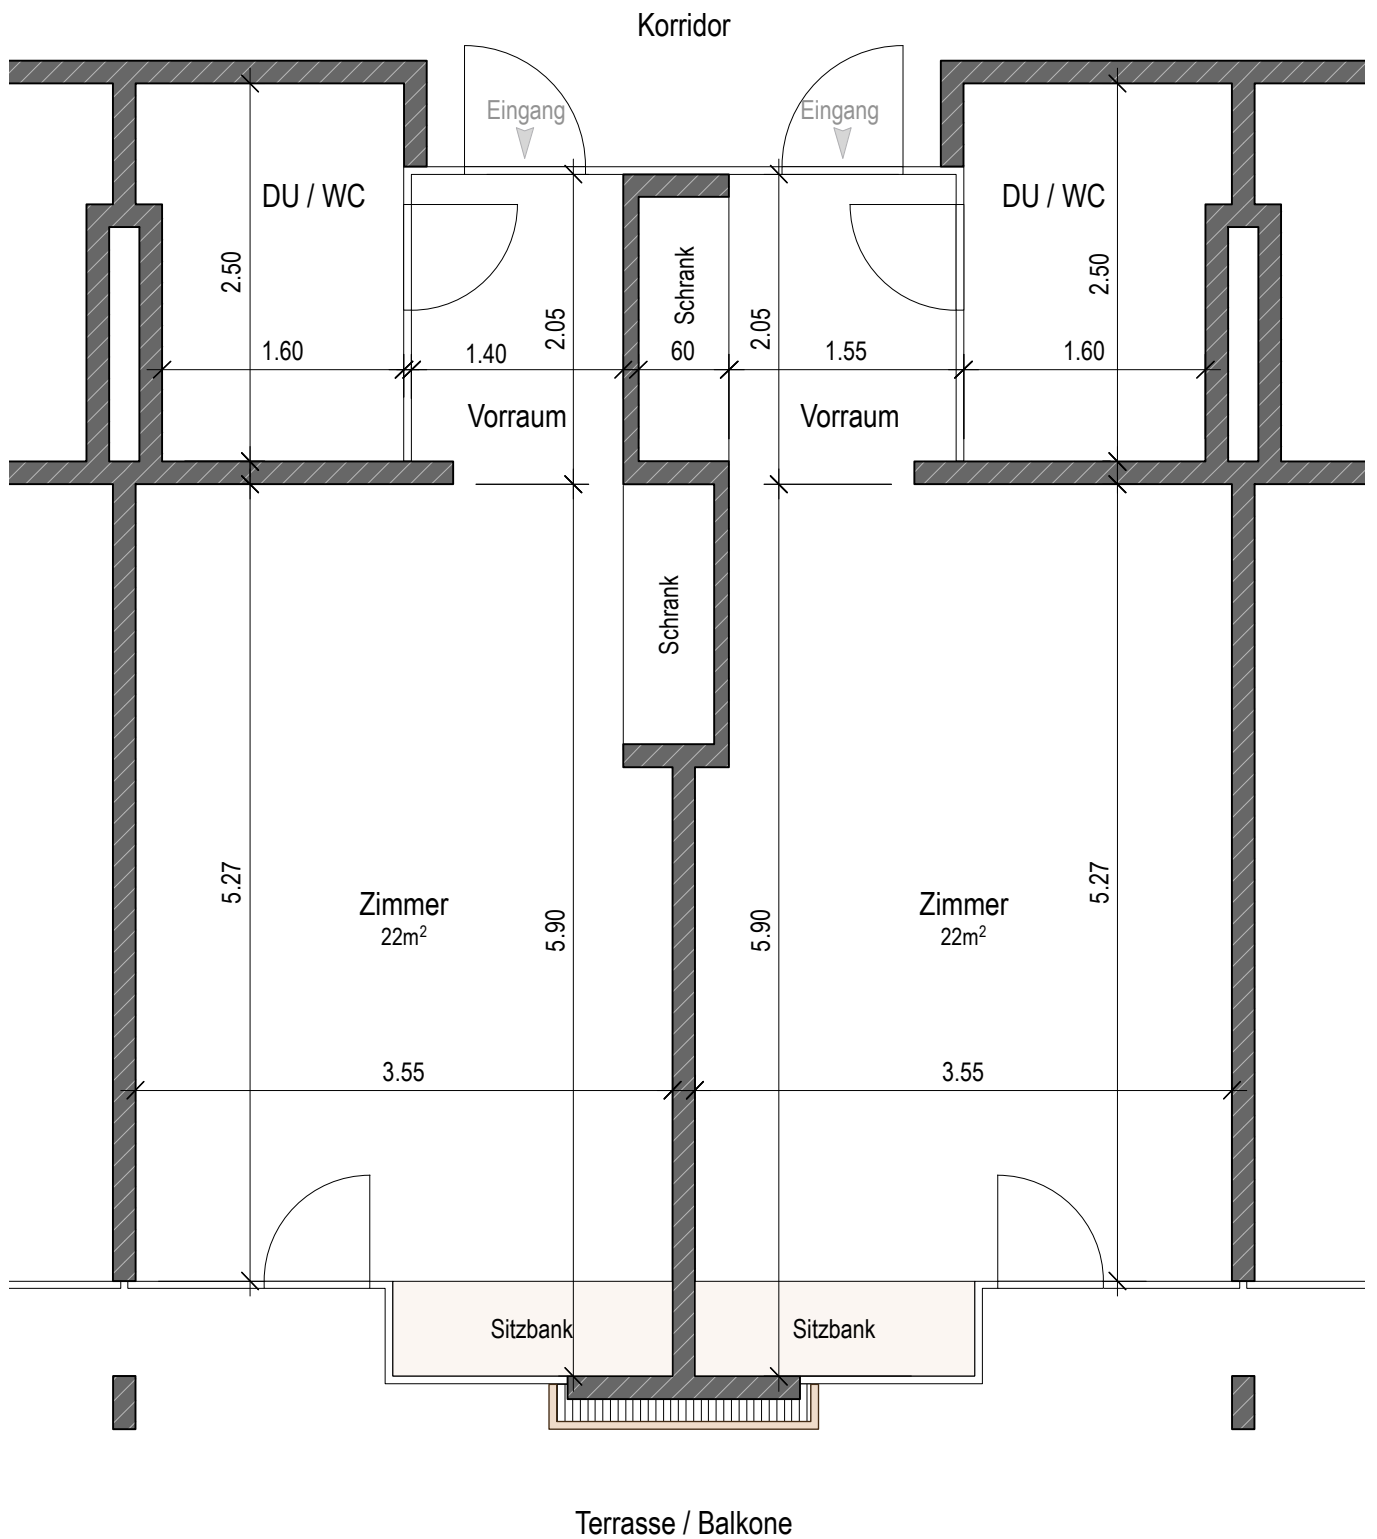 Korridor
Eingang
Eingang
DU / WC
DU / WC
2.50
2.05
Schrank
2.05
2.50
1.60
1.40
60
1.55
1.60
Vorraum
Vorraum
Schrank
5.27
Zimmer
22m²
5.90
5.90
Zimmer
22m²
5.27
3.55
3.55
Sitzbank
Sitzbank
Terrasse / Balkone